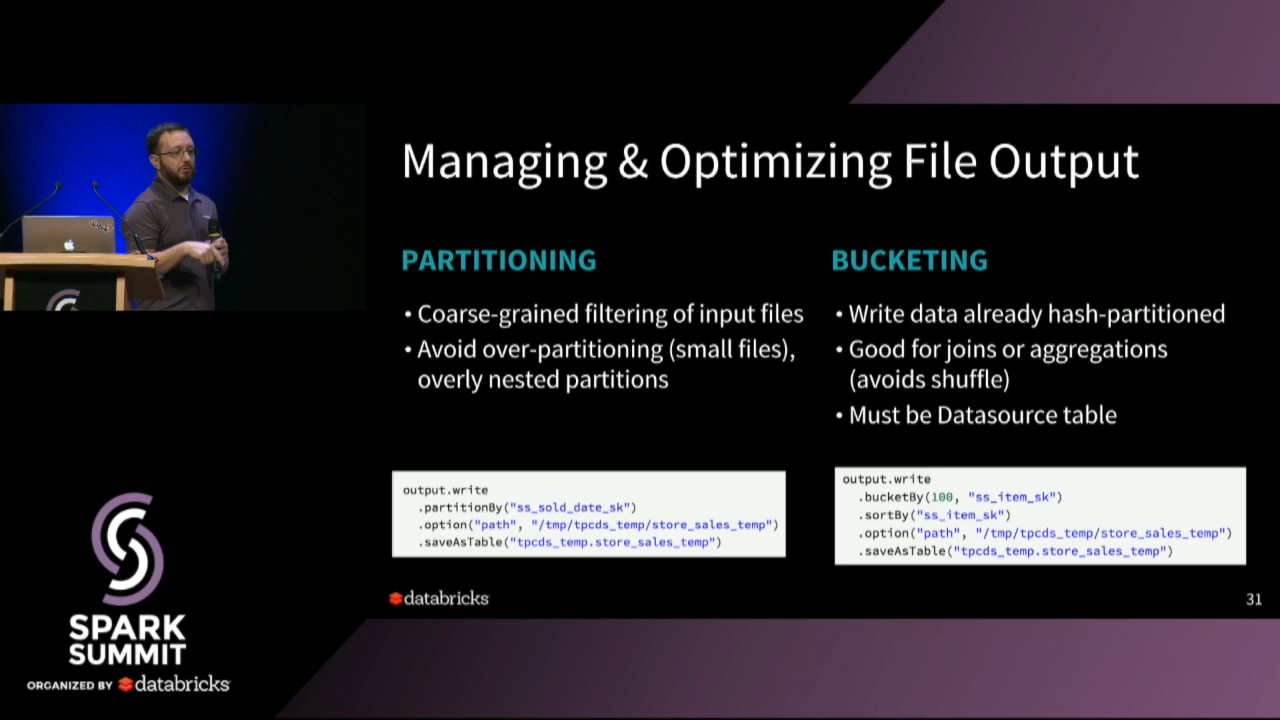 Managing & Optimizing File Output
PARTITIONING
• Coarse-grained filtering of input files
• Avoid over-partitioning (small files),
overly nested partitions
output.write
.partitionBy("ss_sold_date_sk")
.option("path", "/tmp/tpcds_temp/store_sales_temp")
.saveAsTable("tpcds_temp.store_sales_temp")
BUCKETING
• Write data already hash-partitioned
• Good for joins or aggregations
(avoids shuffle)
• Must be Datasource table
output.write
.bucketBy(100, "ss_item_sk")
.sortBy("ss_item_sk")
.option("path", "/tmp/tpcds_temp/store_sales_temp")
.saveAsTable("tpcds_temp.store_sales_temp")
databricks
31
SPARK
SUMMIT
ORGANIZED BY databricks